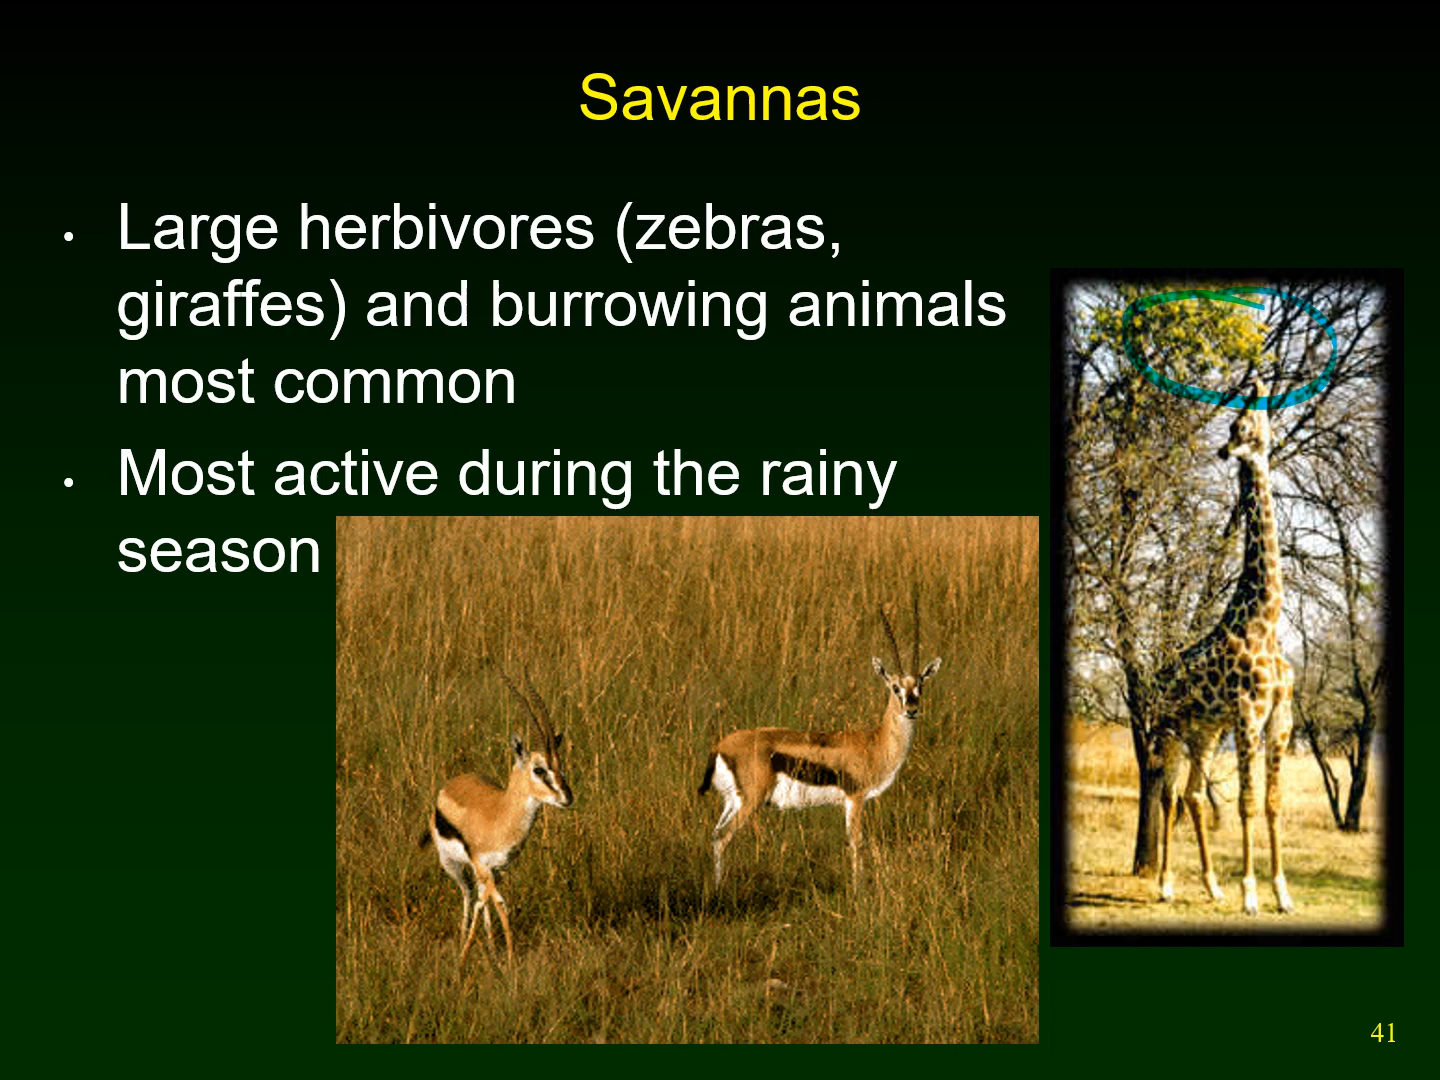 Savannas
• Large herbivores (zebras,
giraffes) and burrowing animals
most common
• Most active during the rainy
season
41